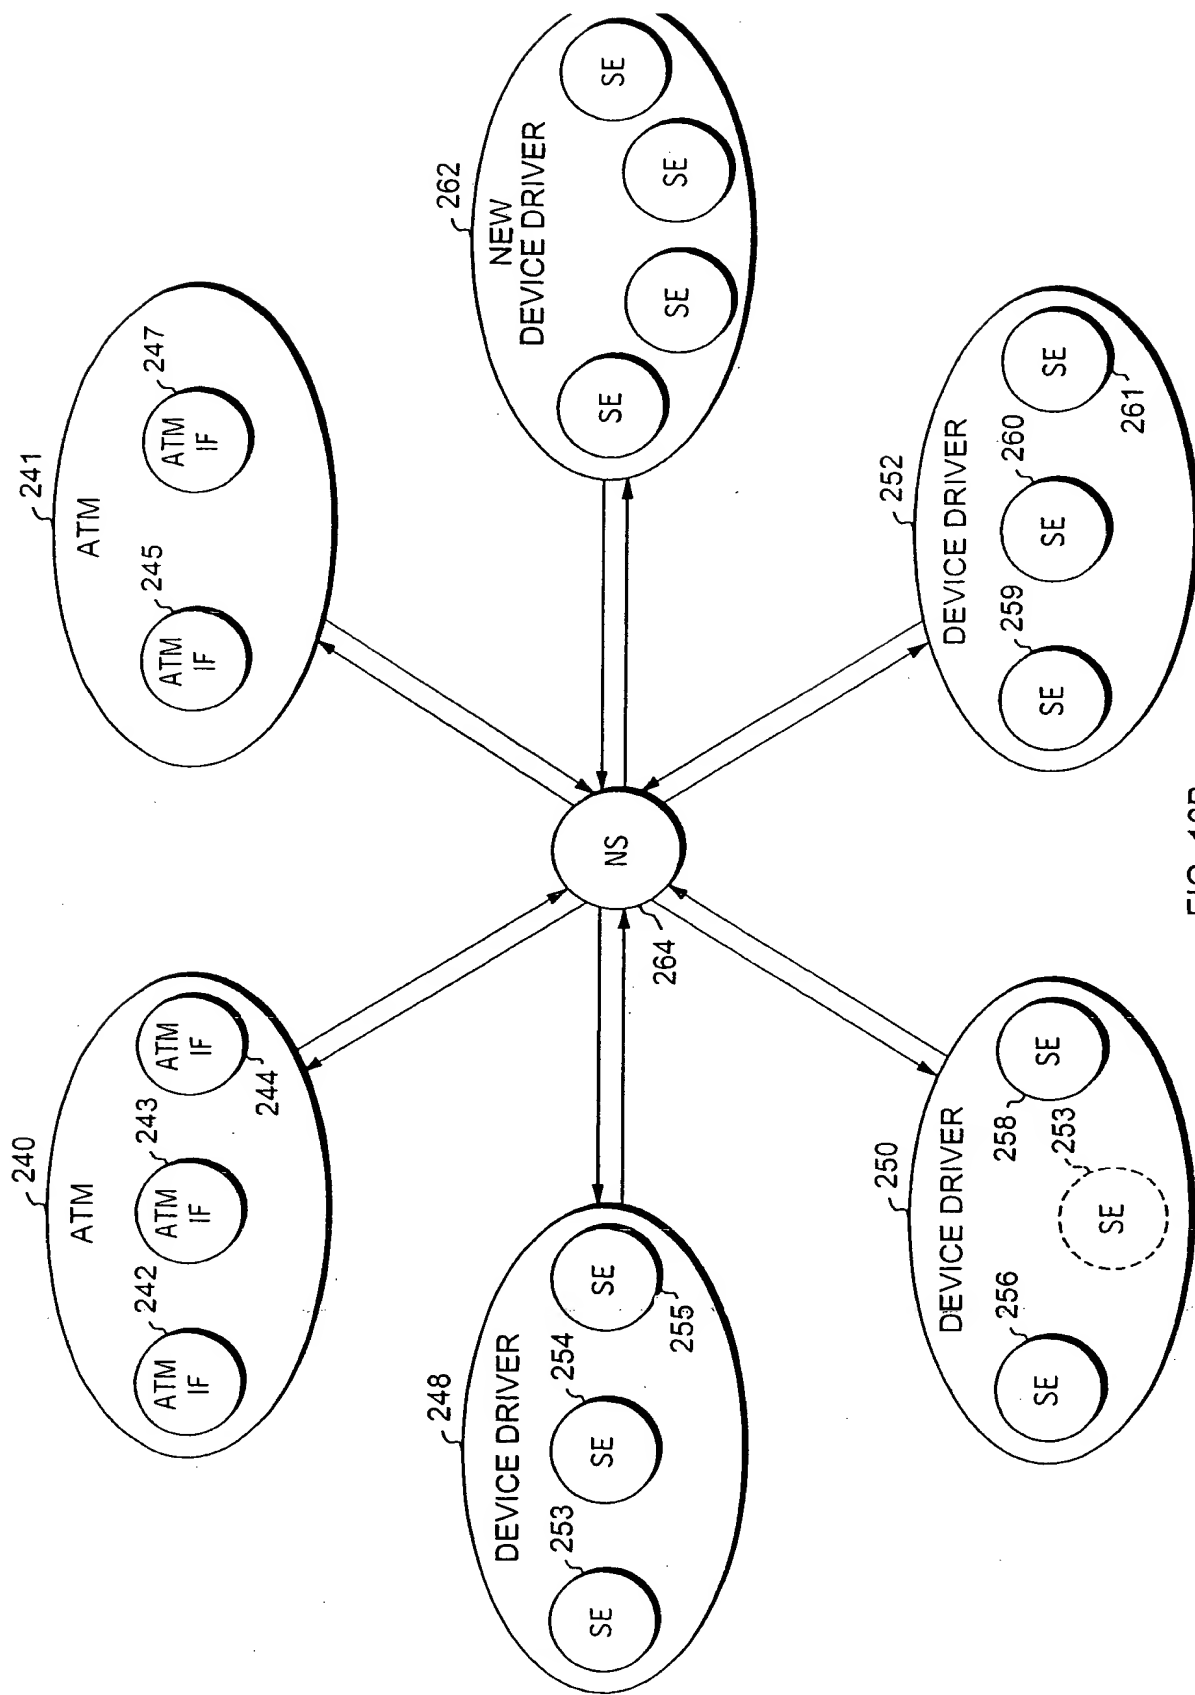 240
ATM
242
243
ATM
IF
ATM
IF
ATM
IF
244
241
ATM
245
247
ATM
IF
ATM
IF
248
DEVICE DRIVER
253
254
SE
SE
SE
255
NS
264
262
NEW
DEVICE DRIVER
SE
SE
SE
SE
250
DEVICE DRIVER
256
258
253
SE
SE
SE
252
DEVICE DRIVER
259
260
SE
SE
SE
261
FIG.